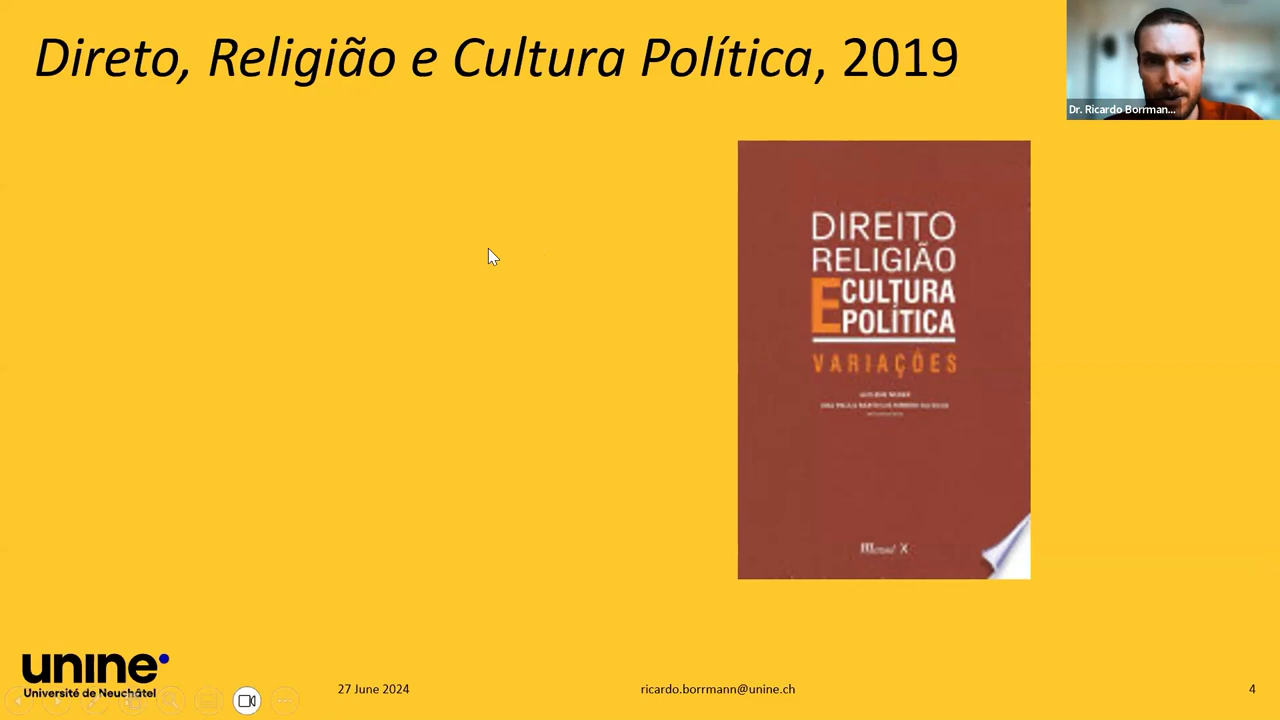 Direto, Religião e Cultura Política, 2019
Dr. Ricardo Borrman...
DIREITO
RELIGIÃO
E CULTURA
POLÍTICA
VARIAÇÕES
X
unine
Université de Neuchâtel
27 June 2024
ricardo.borrmann@unine.ch
4